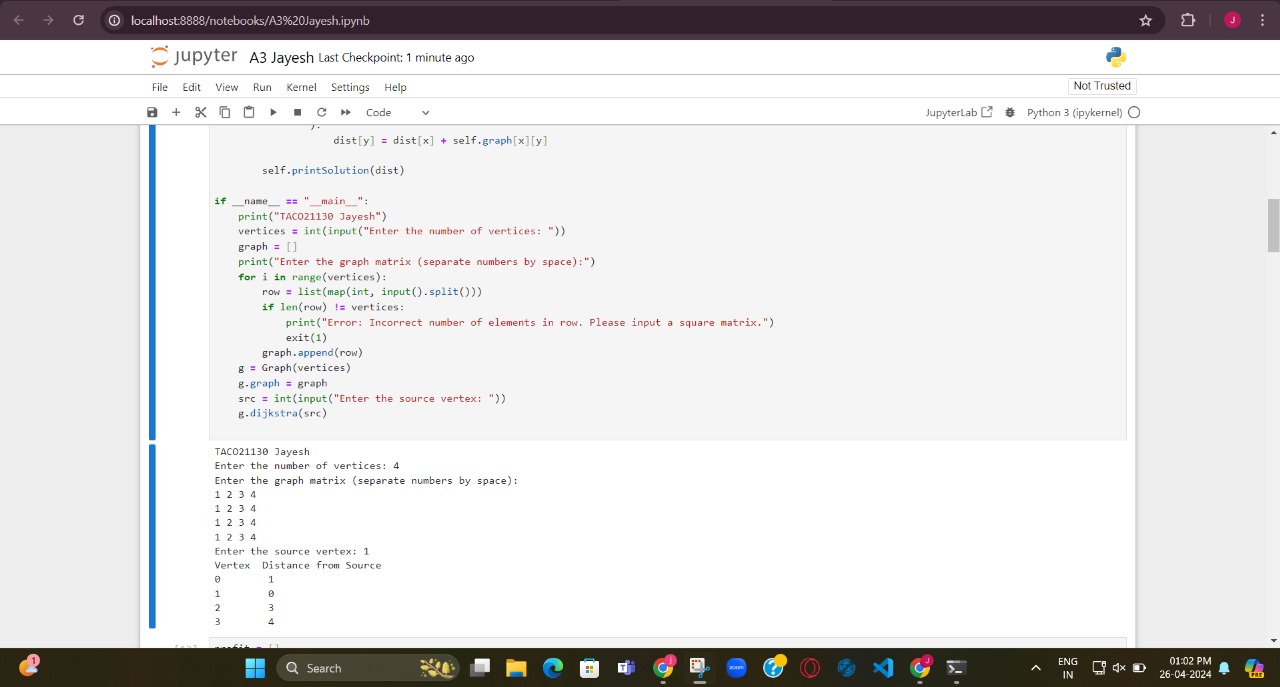 localhost:8888/notebooks/A3%20Jayesh.ipynb
J
jupyter A3 Jayesh Last Checkpoint: 1 minute ago
File Edit View Run Kernel Settings Help Not Trusted
Code JupyterLab Python 3 (ipykernel)
):
dist[y] = dist[x] + self.graph[x][y]
self.printSolution(dist)
if __name__ == "__main__":
print("TACO21130 Jayesh")
vertices = int(input("Enter the number of vertices: "))
graph = []
print("Enter the graph matrix (separate numbers by space):")
for i in range(vertices):
row = list(map(int, input().split()))
if len(row) != vertices:
print("Error: Incorrect number of elements in row. Please input a square matrix.")
exit(1)
graph.append(row)
g = Graph(vertices)
g.graph = graph
src = int(input("Enter the source vertex: "))
g.dijkstra(src)
TACO21130 Jayesh
Enter the number of vertices: 4
Enter the graph matrix (separate numbers by space):
1 2 3 4
1 2 3 4
1 2 3 4
1 2 3 4
Enter the source vertex: 1
Vertex Distance from Source
0 1
1 0
2 3
3 4
profit = []
1 Search zoom ENG 01:02 PM
IN 26-04-2024 PRE